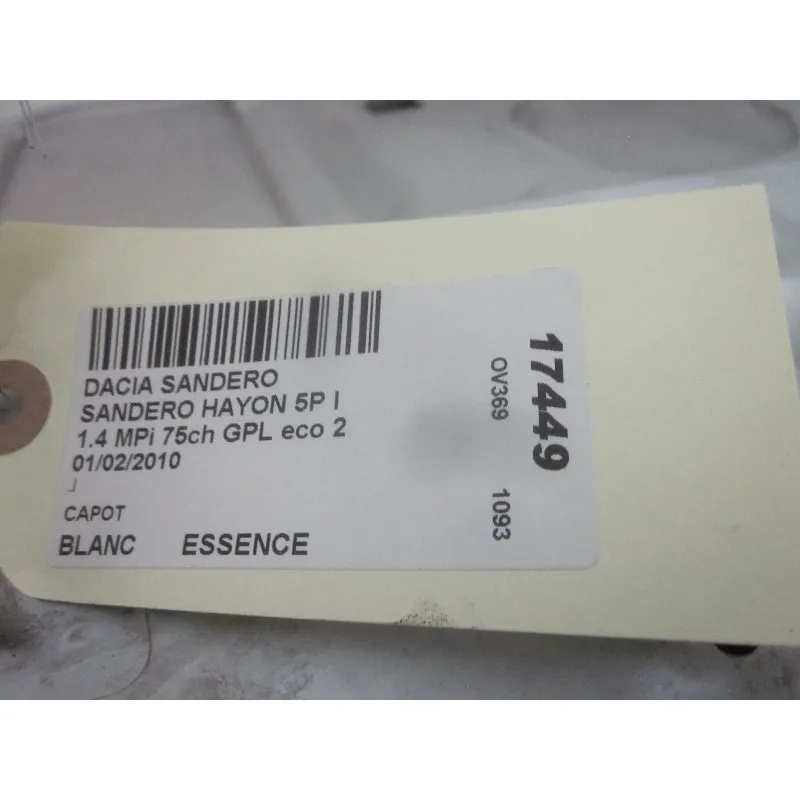 DACIA SANDERO
SANDERO HAYON 5P I
1.4 MPi 75ch GPL eco 2
01/02/2010
CAPOT
BLANC ESSENCE
17449
OV369 1093